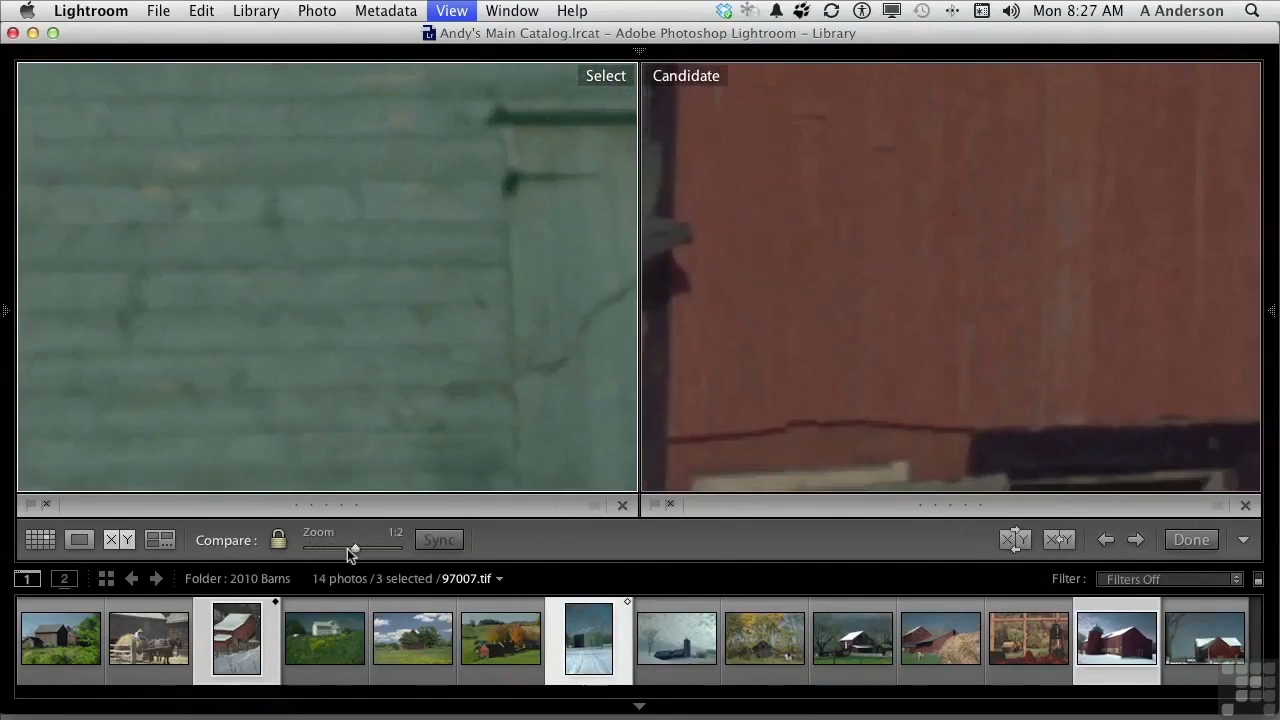 Lightroom File Edit Library Photo Metadata View Window Help Mon 8:27 AM A Anderson
Andy's Main Catalog.lrcat - Adobe Photoshop Lightroom - Library
Select Candidate
Compare : Zoom 1:2 Sync X Y Done
1 2 Folder : 2010 Barns 14 photos / 3 selected / 97007.tif Filter : Filters Off